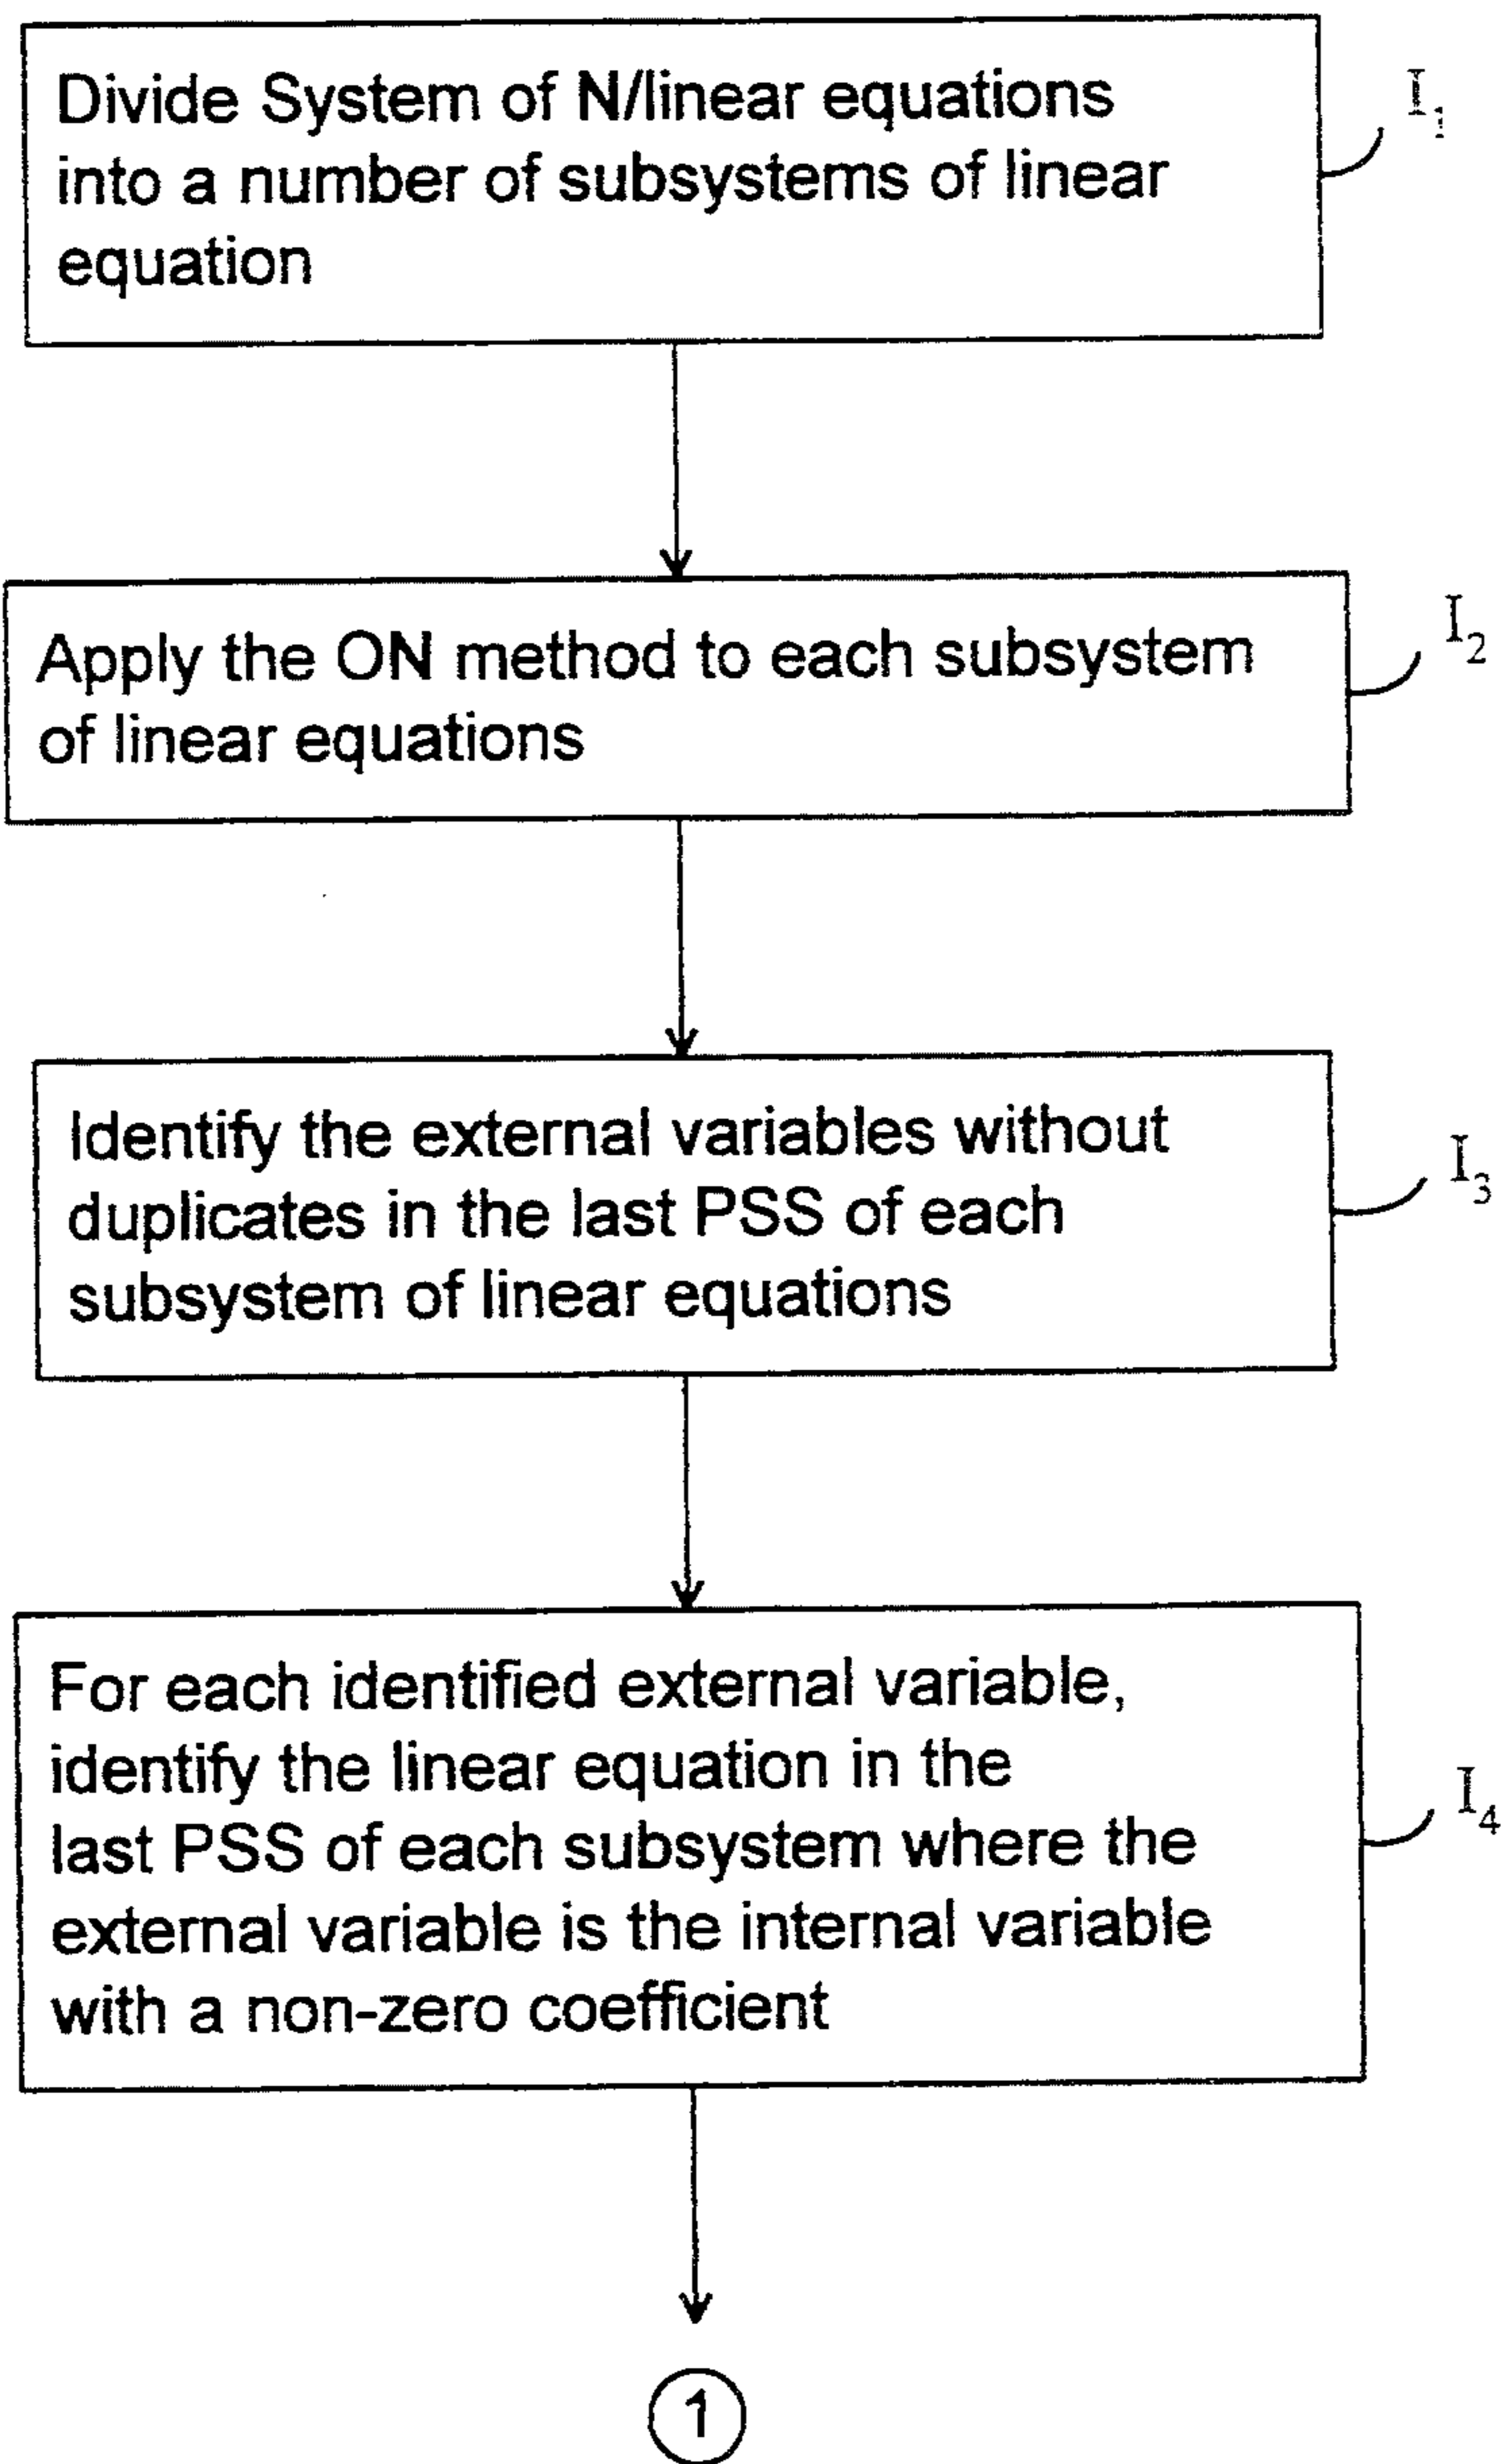 Divide System of N/linear equations
into a number of subsystems of linear
equation
I₁
Apply the ON method to each subsystem
of linear equations
I₂
Identify the external variables without
duplicates in the last PSS of each
subsystem of linear equations
I₃
For each identified external variable,
identify the linear equation in the
last PSS of each subsystem where the
external variable is the internal variable
with a non-zero coefficient
I₄
1